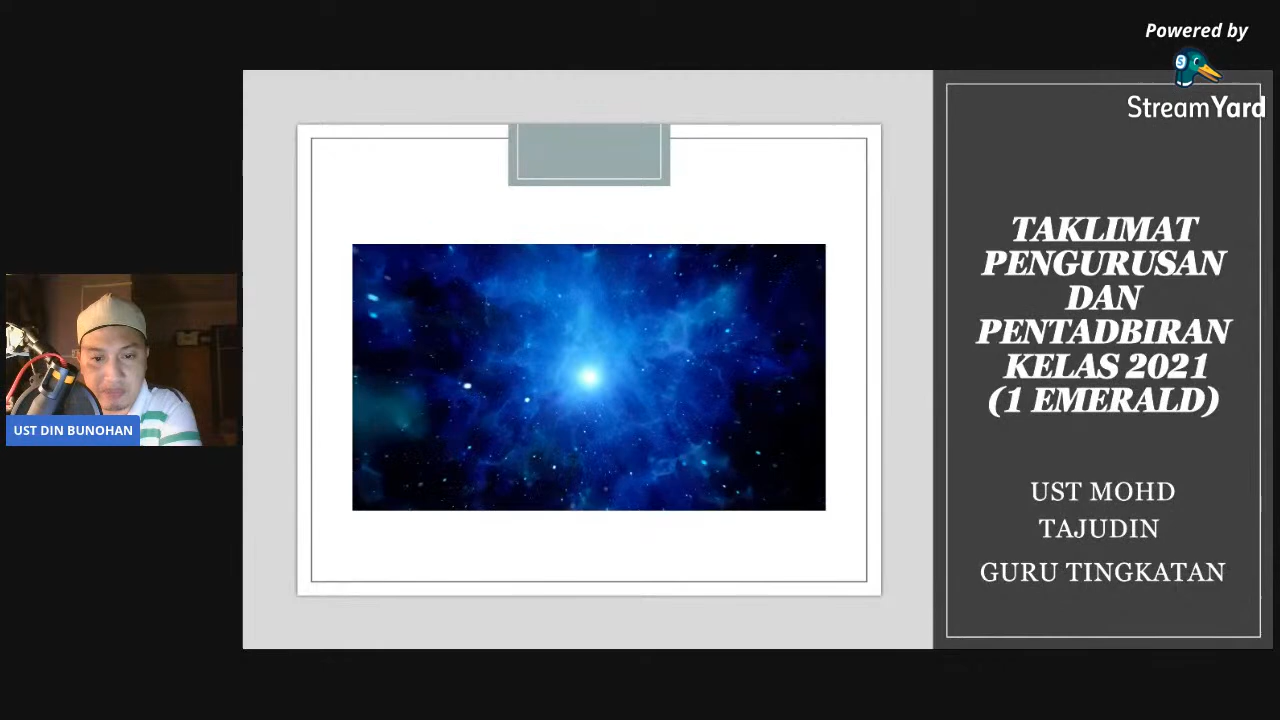 Powered by
StreamYard
TAKLIMAT
PENGURUSAN
DAN
PENTADBIRAN
KELAS 2021
(1 EMERALD)
UST MOHD
TAJUDIN
GURU TINGKATAN
UST DIN BUNOHAN